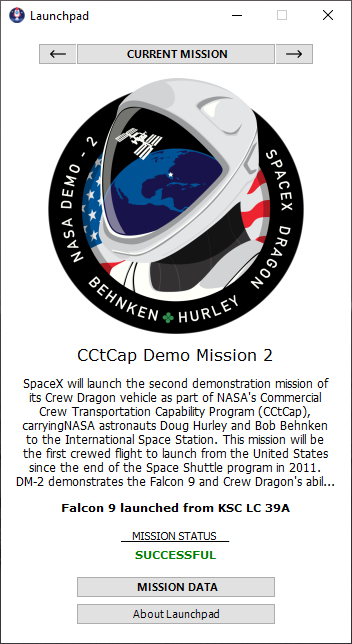 Launchpad
CURRENT MISSION
NASA DEMO - 2
SPACEX DRAGON
BEHNKEN HURLEY
CCtCap Demo Mission 2
SpaceX will launch the second demonstration mission of
its Crew Dragon vehicle as part of NASA's Commercial
Crew Transportation Capability Program (CCtCap),
carryingNASA astronauts Doug Hurley and Bob Behnken
to the International Space Station. This mission will be
the first crewed flight to launch from the United States
since the end of the Space Shuttle program in 2011.
DM-2 demonstrates the Falcon 9 and Crew Dragon's abil...
Falcon 9 launched from KSC LC 39A
MISSION STATUS
SUCCESSFUL
MISSION DATA
About Launchpad